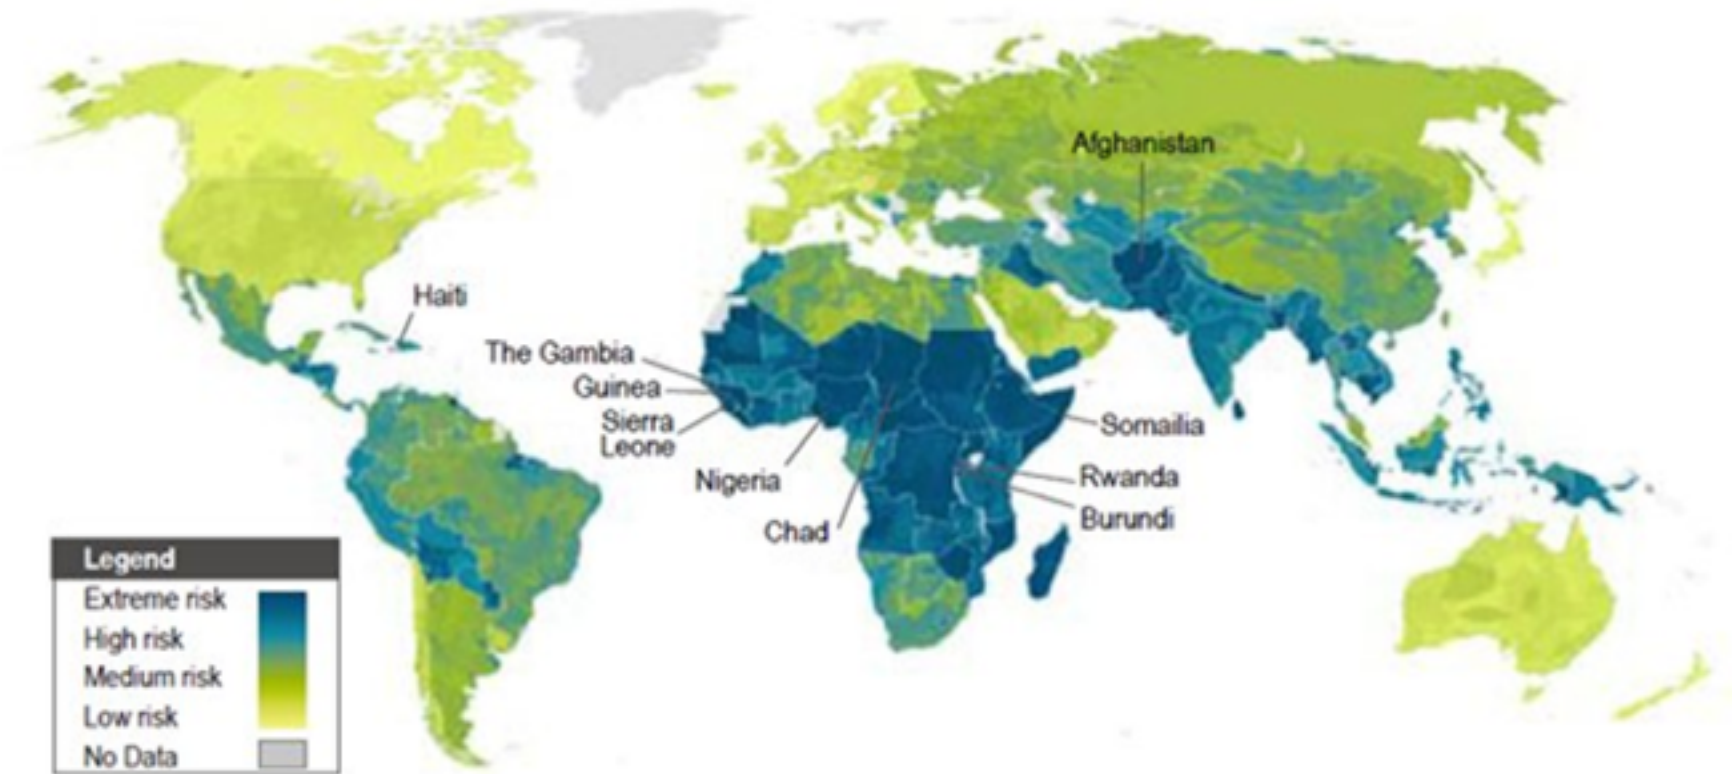 Afghanistan
Haiti
The Gambia
Guinea
Sierra
Leone
Nigeria
Chad
Somailia
Rwanda
Burundi
Legend
Extreme risk
High risk
Medium risk
Low risk
No Data